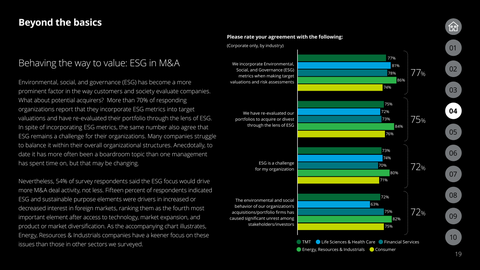 Beyond the basics
Behaving the way to value: ESG in M&A
Environmental, social, and governance (ESG) has become a more
prominent factor in the way customers and society evaluate companies.
What about potential acquirers?  More than 70% of responding
organizations report that they incorporate ESG metrics into target
valuations and have re-evaluated their portfolio through the lens of ESG.
In spite of incorporating ESG metrics, the same number also agree that
ESG remains a challenge for their organizations. Many companies struggle
to balance it within their overall organizational structures. Anecdotally, to
date it has more often been a boardroom topic than one management
has spent time on, but that may be changing.
Nevertheless, 54% of survey respondents said the ESG focus would drive
more M&A deal activity, not less. Fifteen percent of respondents indicated
ESG and sustainable purpose elements were drivers in increased or
decreased interest in foreign markets, ranking them as the fourth most
important element after access to technology, market expansion, and
product or market diversification. As the accompanying chart illustrates,
Energy, Resources & Industrials companies have a keener focus on these
issues than those in other sectors we surveyed.
Please rate your agreement with the following:
(Corporate only, by industry)
We incorporate Environmental,
Social, and Governance (ESG)
metrics when making target
valuations and risk assessments
77%
81%
78%
86%
74%
77%
We have re-evaluated our
portfolio to acquire or divest
through the lens of ESG
75%
72%
73%
84%
76%
75%
ESG is a challenge
for my organization
73%
74%
70%
80%
71%
72%
The environmental and social
behavior of our organization's
acquisitions/portfolio firms has
caused significant unrest among
stakeholders/investors
72%
63%
75%
82%
75%
72%
TMT
Life Sciences & Health Care
Financial Services
Energy, Resources & Industrials
Consumer
01
02
03
04
05
06
07
08
09
10
19